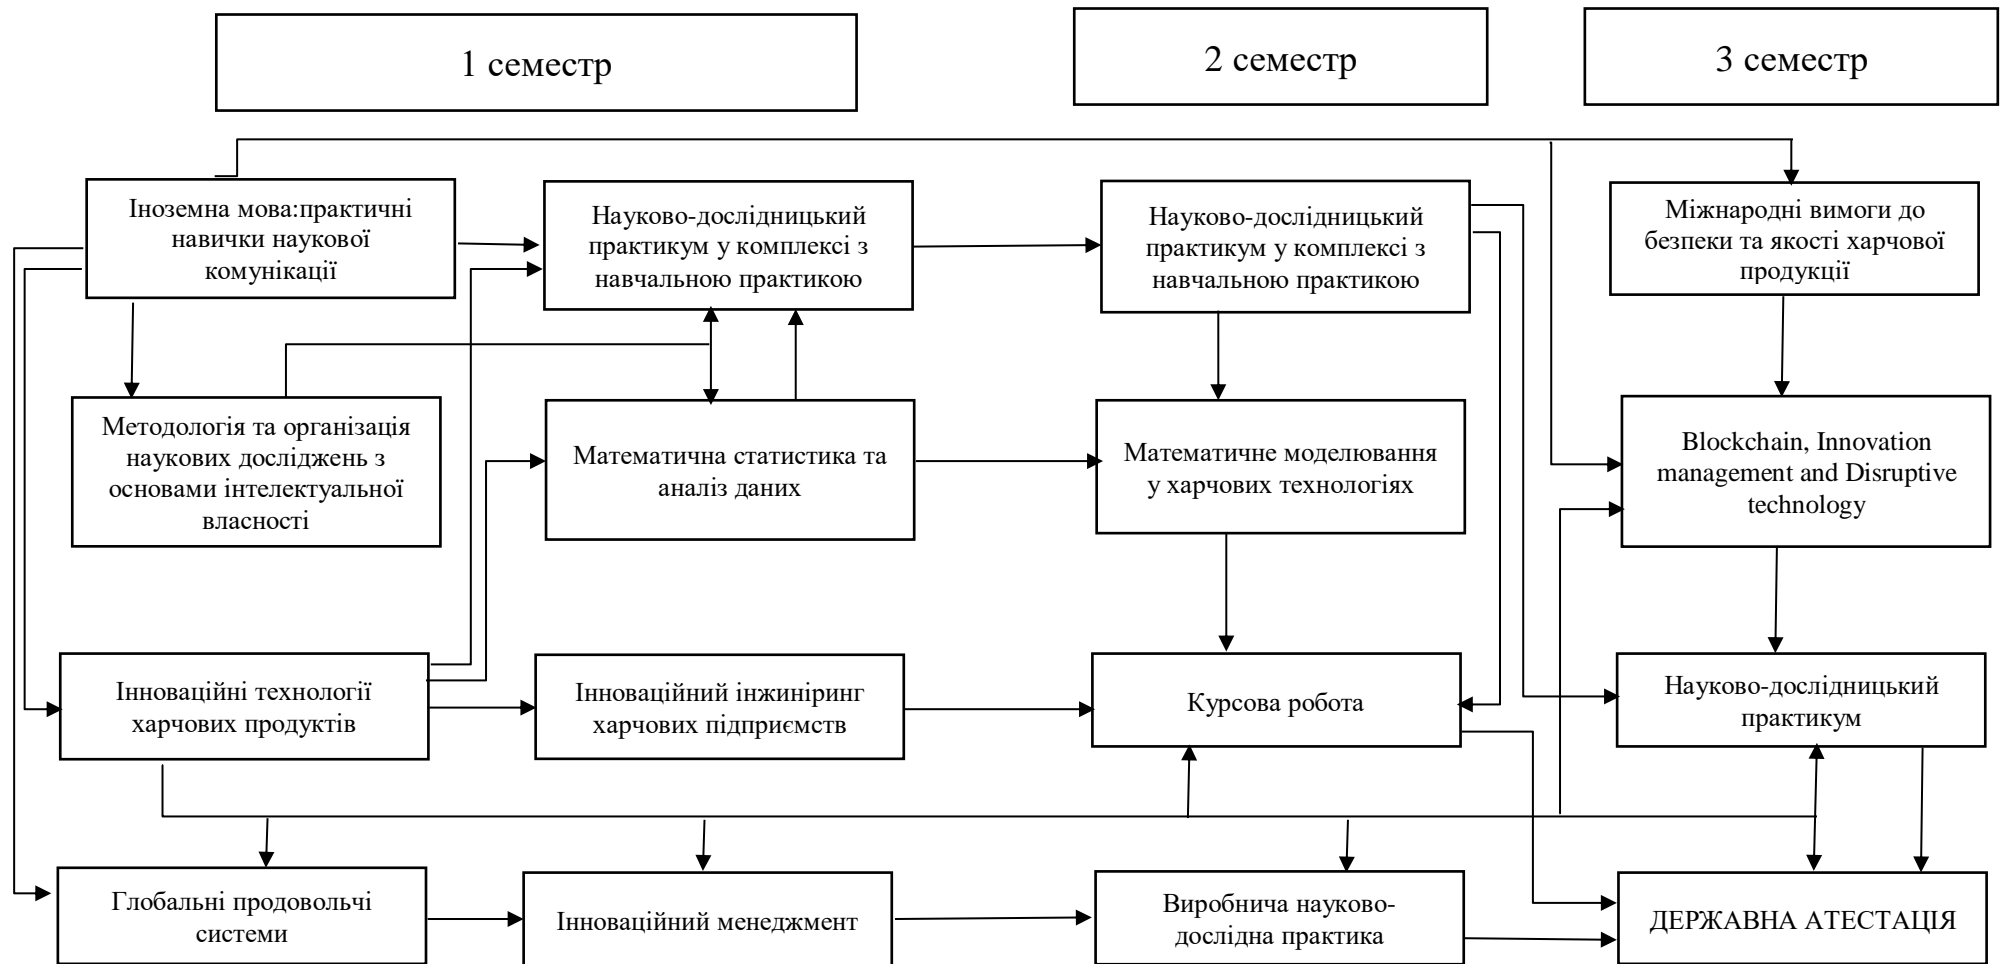 1 семестр
2 семестр
3 семестр
Іноземна мова:практичні
навички наукової
комунікації
Науково-дослідницький
практикум у комплексі з
навчальною практикою
Науково-дослідницький
практикум у комплексі з
навчальною практикою
Міжнародні вимоги до
безпеки та якості харчової
продукції
Методологія та організація
наукових досліджень з
основами інтелектуальної
власності
Математична статистика та
аналіз даних
Математичне моделювання
у харчових технологіях
Blockchain, Innovation
management and Disruptive
technology
Інноваційні технології
харчових продуктів
Інноваційний інжиніринг
харчових підприємств
Курсова робота
Науково-дослідницький
практикум
Глобальні продовольчі
системи
Інноваційний менеджмент
Виробнича науково-
дослідна практика
ДЕРЖАВНА АТЕСТАЦІЯ